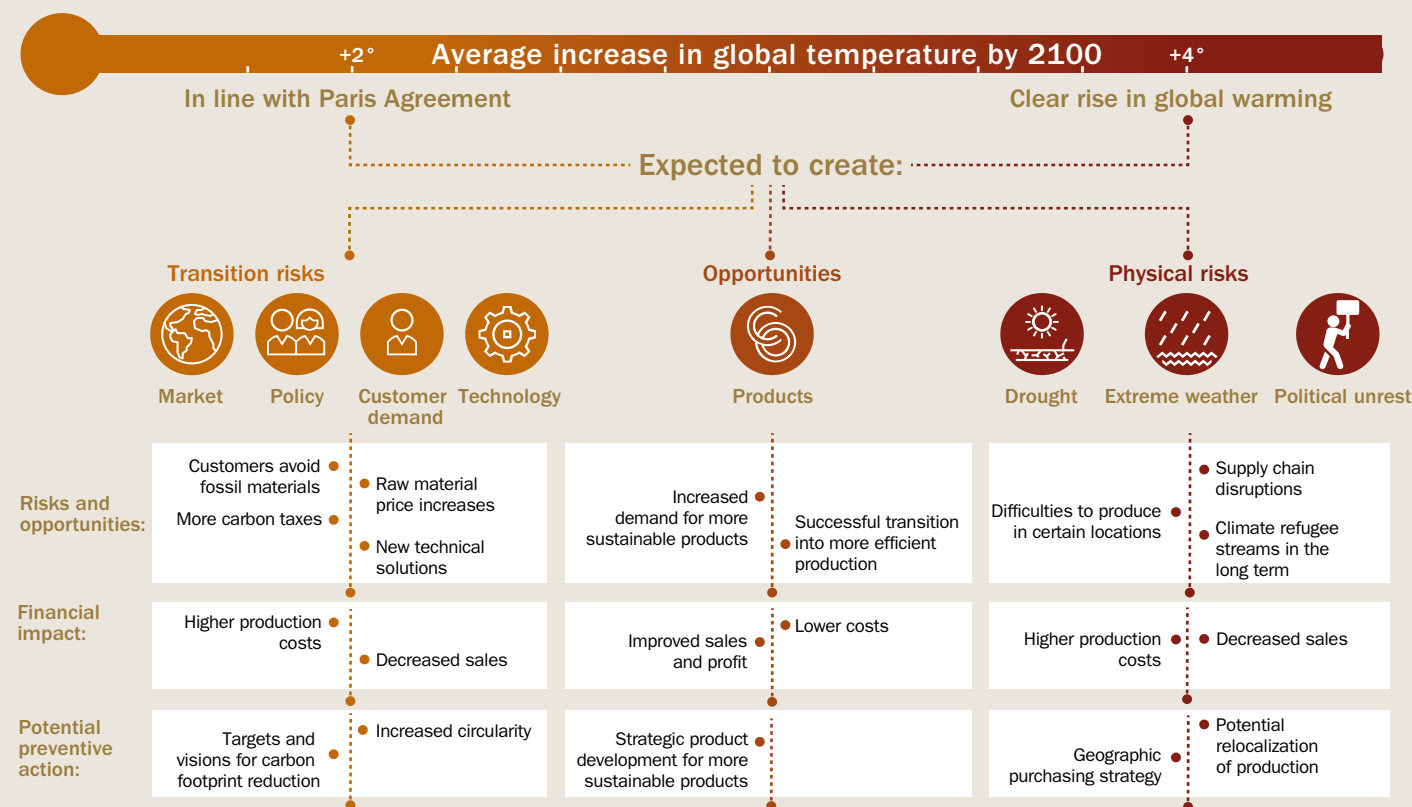 +2° Average increase in global temperature by 2100 +4°
In line with Paris Agreement
Clear rise in global warming
Expected to create:
Transition risks
Opportunities
Physical risks
Market
Policy
Customer
demand
Technology
Products
Drought
Extreme weather
Political unrest
Risks and
opportunities:
Customers avoid
fossil materials
More carbon taxes
Raw material
price increases
New technical
solutions
Increased
demand for more
sustainable products
Successful transition
into more efficient
production
Difficulties to produce
in certain locations
Supply chain
disruptions
Climate refugee
streams in the
long term
Financial
impact:
Higher production
costs
Decreased sales
Improved sales
and profit
Lower costs
Higher production
costs
Decreased sales
Potential
preventive
action:
Targets and
visions for carbon
footprint reduction
Increased circularity
Strategic product
development for more
sustainable products
Geographic
purchasing strategy
Potential
relocalization
of production